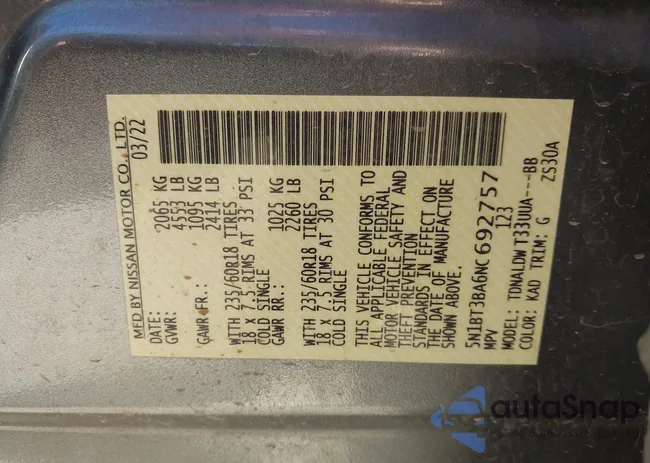 MFD BY NISSAN MOTOR CO., LTD.
DATE: 03/22
GVWR: 2065 KG
4553 LB
GAWR FR.: 1095 KG
2414 LB
WITH 235/60R18 TIRES
18 X 7.5 RIMS AT 33 PSI
COLD SINGLE
GAWR RR.: 1025 KG
2260 LB
WITH 235/60R18 TIRES
18 X 7.5 RIMS AT 30 PSI
COLD SINGLE
THIS VEHICLE CONFORMS TO
ALL APPLICABLE FEDERAL
MOTOR VEHICLE SAFETY AND
THEFT PREVENTION
STANDARDS IN EFFECT ON
THE DATE OF MANUFACTURE
SHOWN ABOVE.
5N1BT3BA6NC692757
MPV 123
MODEL: TDNALDWT33UUA---BB
COLOR: KAD TRIM: G ZS30A
autoSnap